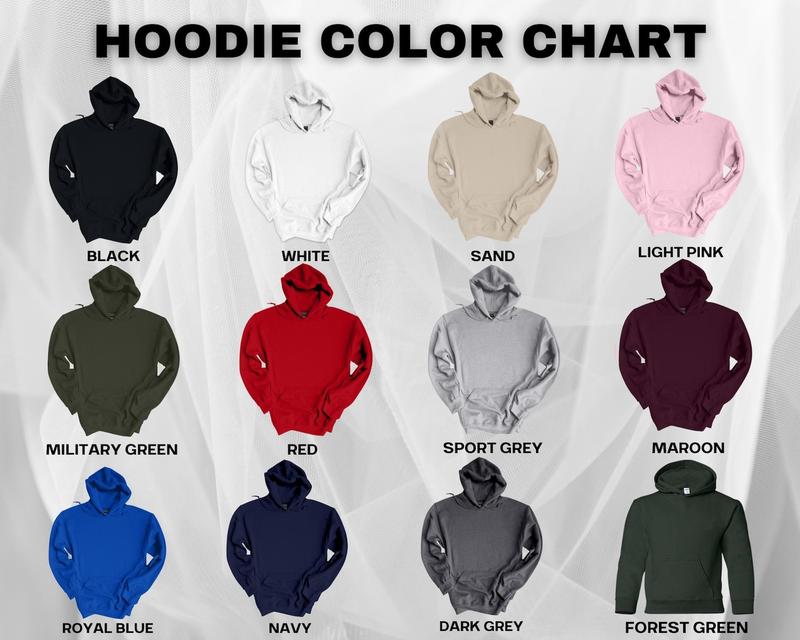 HOODIE COLOR CHART
BLACK
WHITE
SAND
LIGHT PINK
MILITARY GREEN
RED
SPORT GREY
MAROON
ROYAL BLUE
NAVY
DARK GREY
FOREST GREEN